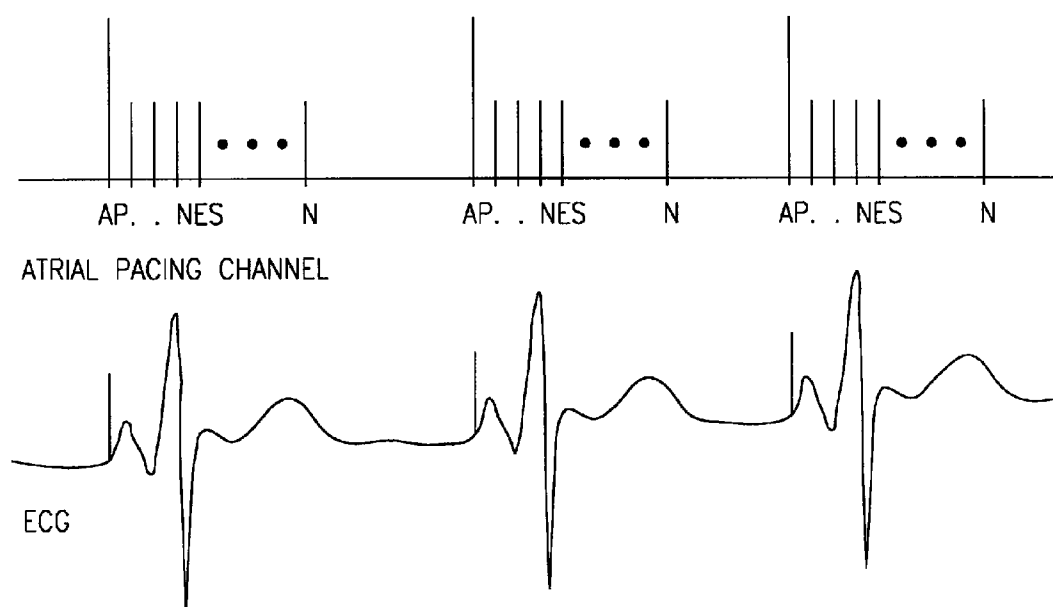 AP. . NES N AP. . NES N AP. . NES N
ATRIAL PACING CHANNEL
ECG